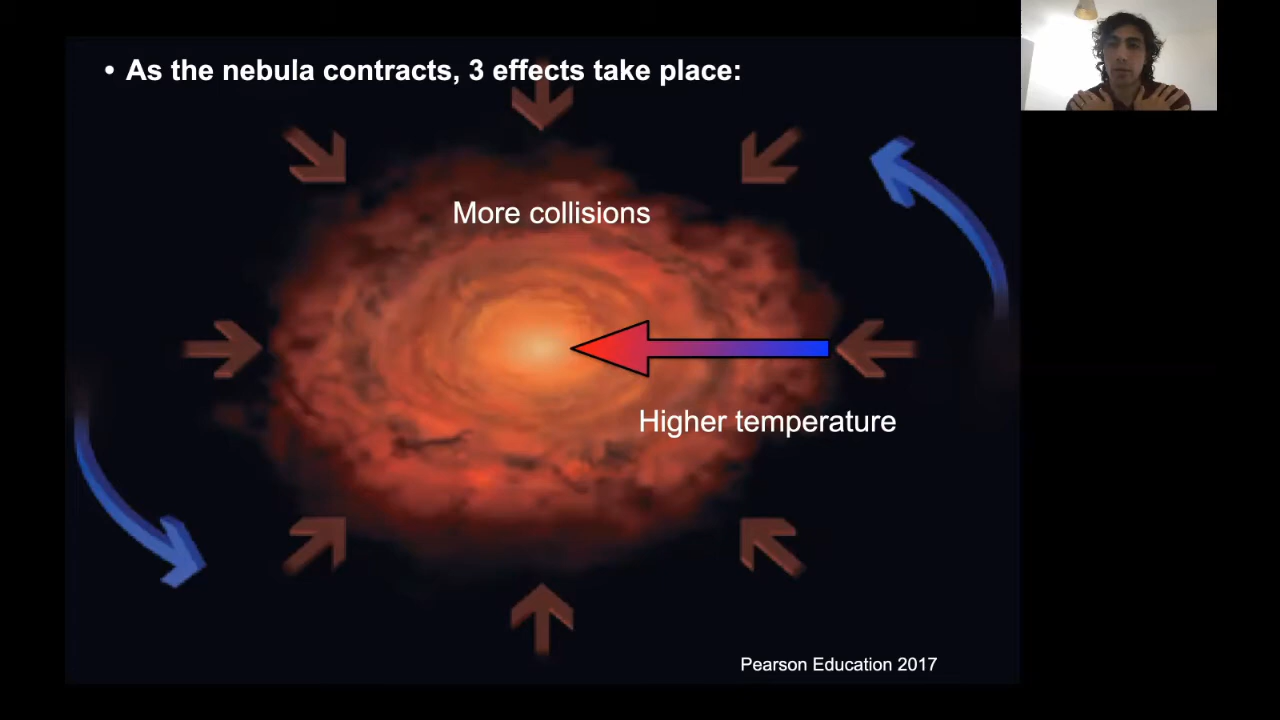 • As the nebula contracts, 3 effects take place:
More collisions
Higher temperature
Pearson Education 2017